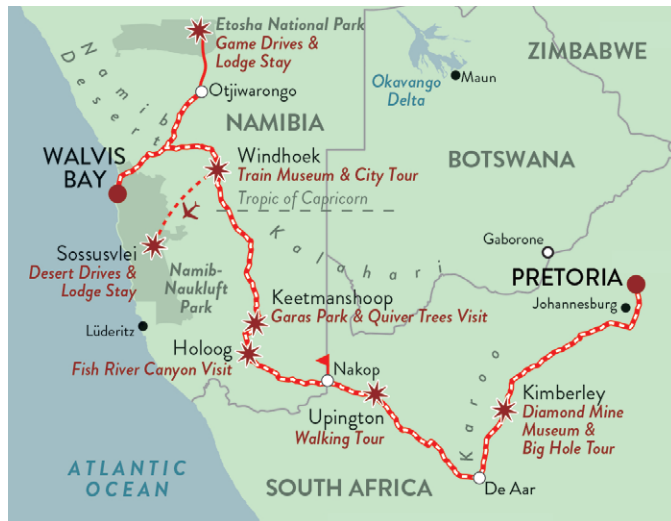 Etosha National Park
Game Drives &
Lodge Stay
ZIMBABWE
Okavango
Delta
Maun
Otjiwarongo
Namib
Desert
NAMIBIA
BOTSWANA
WALVIS
BAY
Windhoek
Train Museum & City Tour
Tropic of Capricorn
Kalahari
Gaborone
Sossusvlei
Desert Drives &
Lodge Stay
Namib-
Naukluft
Park
PRETORIA
Johannesburg
Keetmanshoop
Garas Park & Quiver Trees Visit
Lüderitz
Holoog
Fish River Canyon Visit
Nakop
Upington
Walking Tour
Karoo
Kimberley
Diamond Mine
Museum &
Big Hole Tour
ATLANTIC
OCEAN
SOUTH AFRICA
De Aar